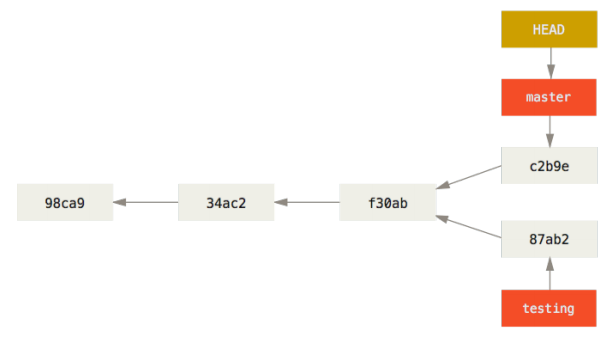 HEAD
master
c2b9e
98ca9
34ac2
f30ab
87ab2
testing